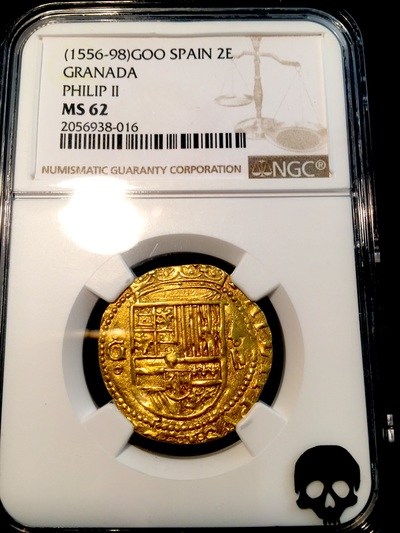 (1556-98)GOO SPAIN 2E
GRANADA
PHILIP II
MS 62
2056938-016
NUMISMATIC GUARANTY CORPORATION NGC®
G